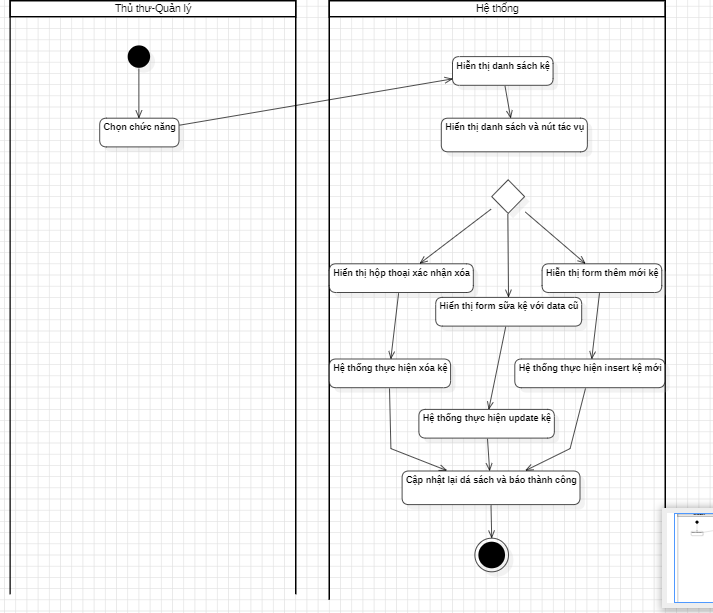 Thủ thư-Quản lý
Hệ thống
Hiễn thị danh sách kệ
Chọn chức năng
Hiển thị danh sách và nút tác vụ
Hiển thị hộp thoại xác nhận xóa
Hiễn thị form thêm mới kệ
Hiển thị form sữa kệ với data cũ
Hệ thống thực hiện xóa kệ
Hệ thống thực hiện insert kệ mới
Hệ thống thực hiện update kệ
Cập nhật lại dá sách và báo thành công